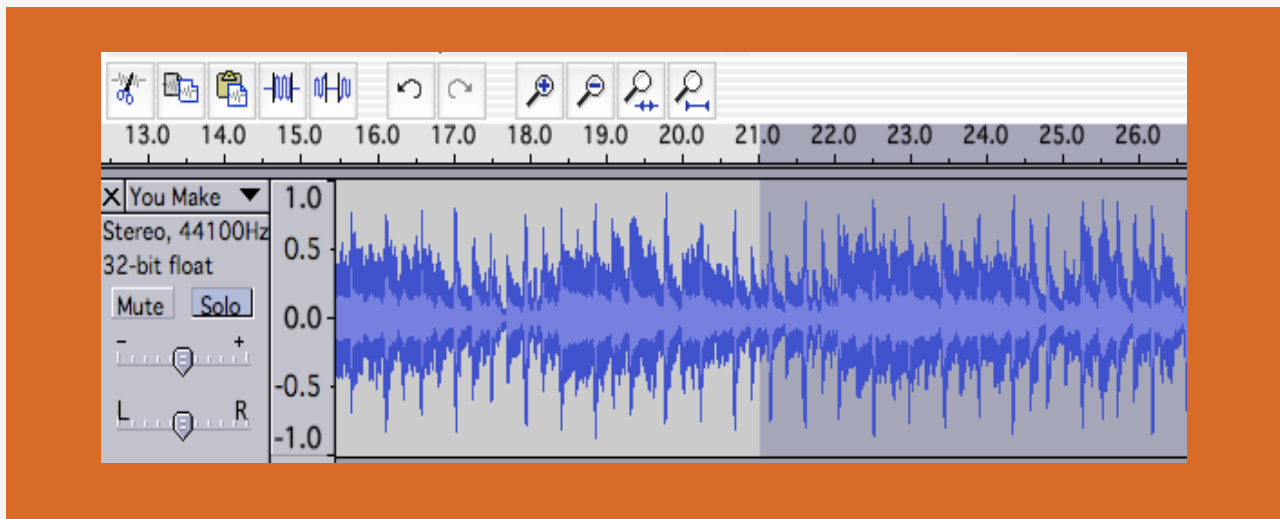 13.0 14.0 15.0 16.0 17.0 18.0 19.0 20.0 21.0 22.0 23.0 24.0 25.0 26.0
X You Make ▼
Stereo, 44100Hz
32-bit float
Mute Solo
- +
L R
1.0
0.5
0.0
-0.5
-1.0